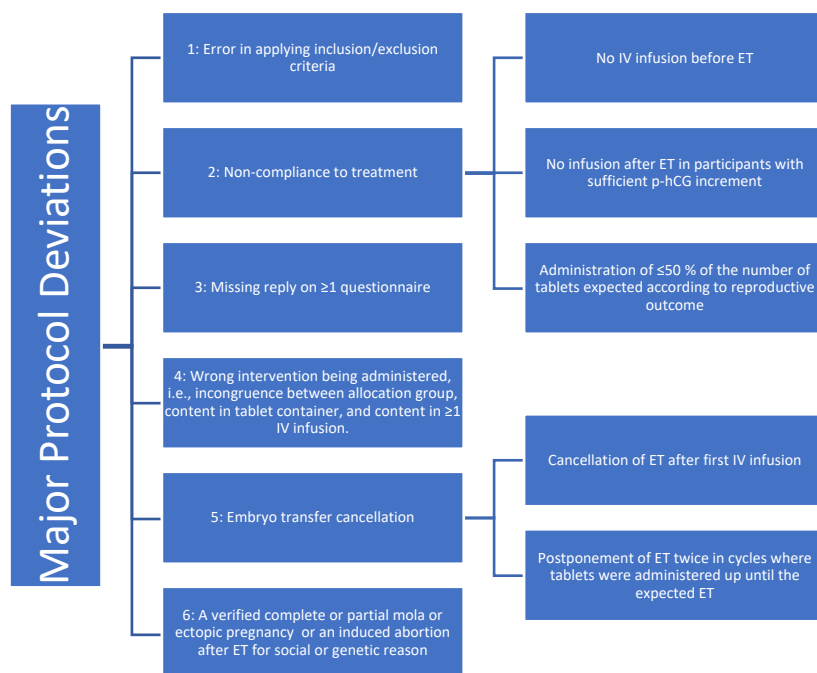 Major Protocol Deviations
1: Error in applying inclusion/exclusion
criteria
2: Non-compliance to treatment
No IV infusion before ET
No infusion after ET in participants with
sufficient p-hCG increment
Administration of ≤50 % of the number of
tablets expected according to reproductive
outcome
3: Missing reply on ≥1 questionnaire
4: Wrong intervention being administered,
i.e., incongruence between allocation group,
content in tablet container, and content in ≥1
IV infusion.
5: Embryo transfer cancellation
Cancellation of ET after first IV infusion
Postponement of ET twice in cycles where
tablets were administered up until the
expected ET
6: A verified complete or partial mola or
ectopic pregnancy or an induced abortion
after ET for social or genetic reason